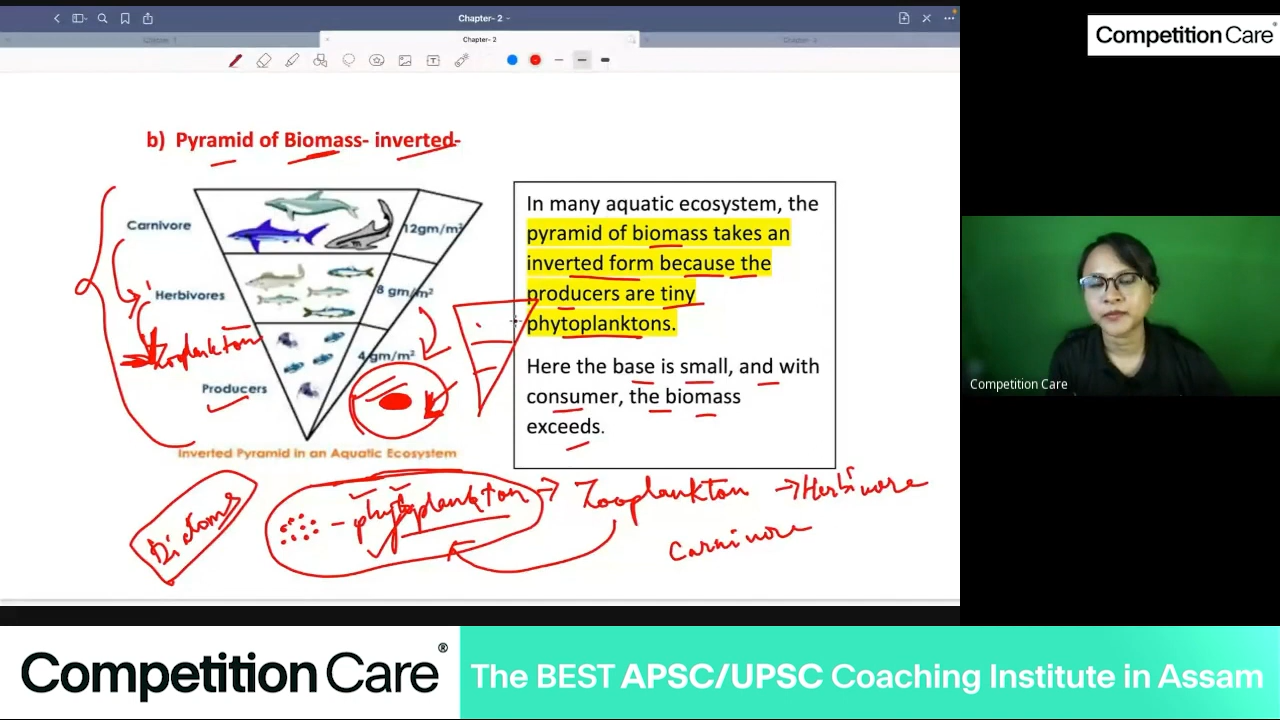 Chapter- 2
Chapter- 2
Competition Care
b) Pyramid of Biomass- inverted-
Carnivore
12gm/m²
Herbivores
8 gm/m²
Zooplankton
4 gm/m²
Producers
Inverted Pyramid in an Aquatic Ecosystem
In many aquatic ecosystem, the
pyramid of biomass takes an
inverted form because the
producers are tiny
phytoplanktons.
Here the base is small, and with
consumer, the biomass
exceeds.
Diatoms
- phytoplankton → Zooplankton → Herbivore
Carnivore
Competition Care
Competition Care®
The BEST APSC/UPSC Coaching Institute in Assam